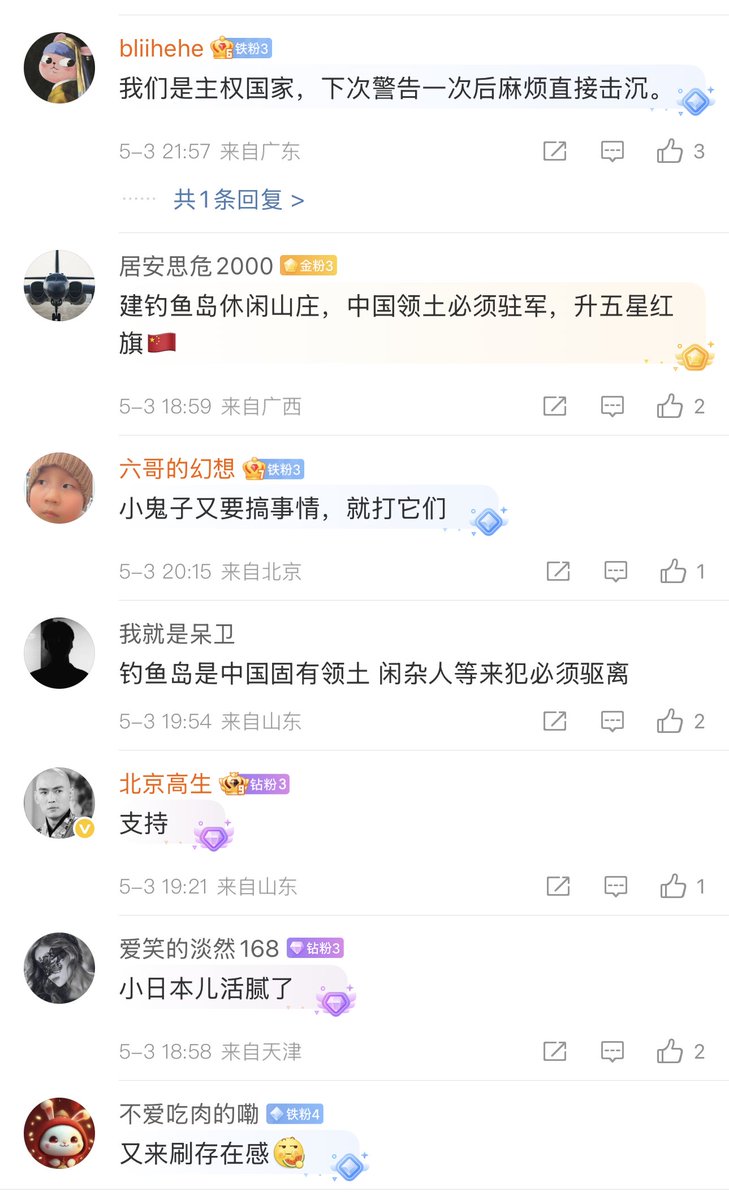 bliihehe 6 铁粉3
我们是主权国家，下次警告一次后麻烦直接击沉。
5-3 21:57 来自广东 3
······ 共1条回复 >
居安思危2000 金粉3
建钓鱼岛休闲山庄，中国领土必须驻军，升五星红
旗🇨🇳
5-3 18:59 来自广西 2
六哥的幻想 铁粉3
小鬼子又要搞事情，就打它们
5-3 20:15 来自北京 1
我就是呆卫
钓鱼岛是中国固有领土 闲杂人等来犯必须驱离
5-3 19:54 来自山东 2
北京高生 9 钻粉3
支持
5-3 19:21 来自山东 1
爱笑的淡然168 钻粉3
小日本儿活腻了
5-3 18:58 来自天津 2
不爱吃肉的嘞 铁粉4
又来刷存在感